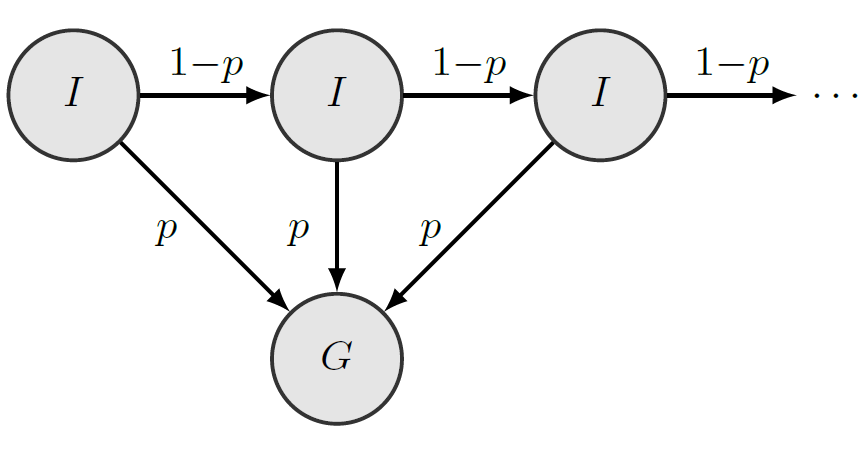 1−p 1−p 1−p
I I I ⋯
p p p
G